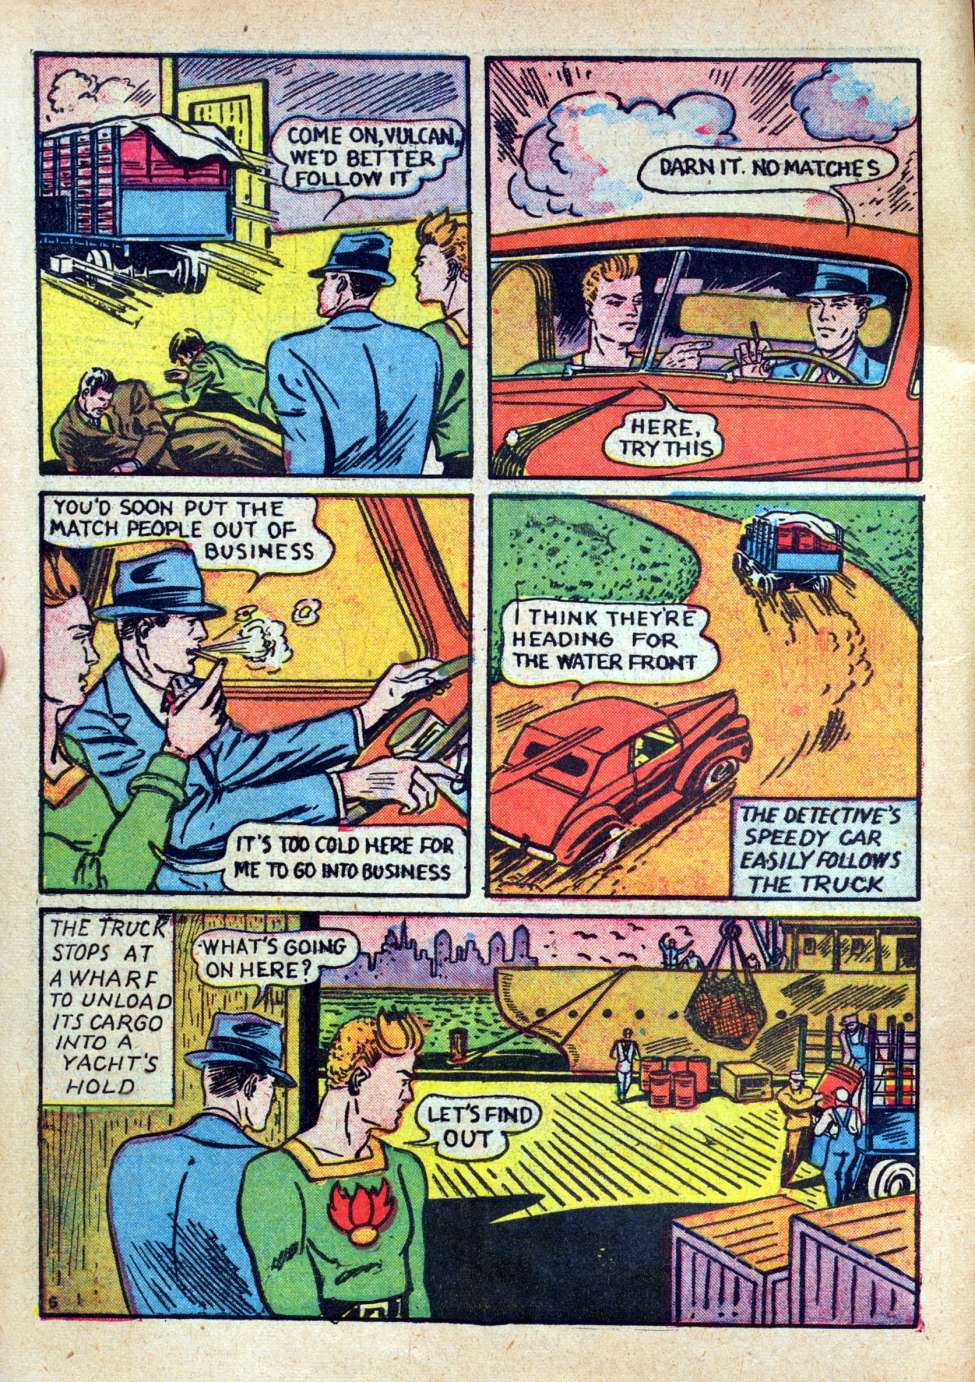 COME ON, VULCAN,
WE'D BETTER
FOLLOW IT
DARN IT. NO MATCHES
HERE,
TRY THIS
YOU'D SOON PUT THE
MATCH PEOPLE OUT OF
BUSINESS
IT'S TOO COLD HERE FOR
ME TO GO INTO BUSINESS
I THINK THEY'RE
HEADING FOR
THE WATER FRONT
THE DETECTIVE'S
SPEEDY CAR
EASILY FOLLOWS
THE TRUCK
THE TRUCK
STOPS AT
A WHARF
TO UNLOAD
ITS CARGO
INTO A
YACHT'S
HOLD
WHAT'S GOING
ON HERE?
LET'S FIND
OUT
6